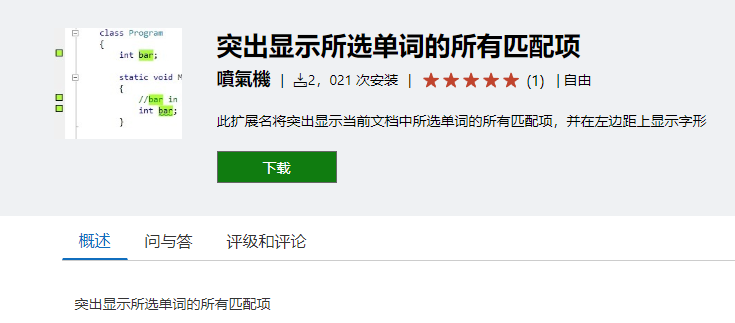 class Program
{
int bar;
static void M
{
//bar in
int bar;
}
突出显示所选单词的所有匹配项
噴氣機 | 2，021 次安装 | (1) | 自由
此扩展名将突出显示当前文档中所选单词的所有匹配项，并在左边距上显示字形
下载
概述 问与答 评级和评论
突出显示所选单词的所有匹配项